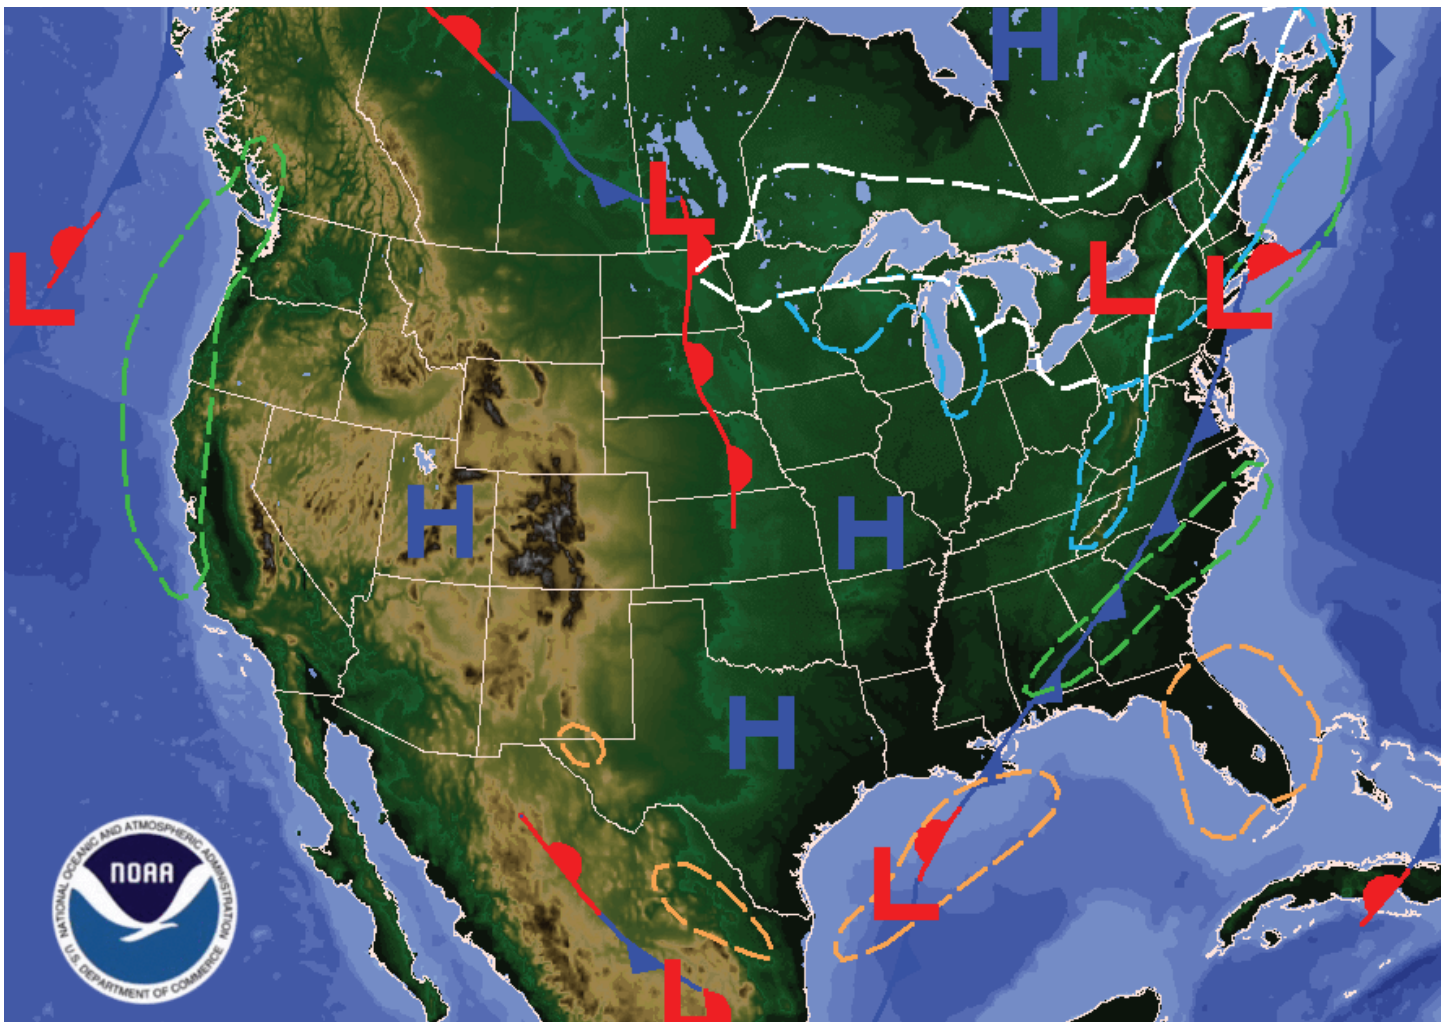 H
L
L
L
L
H
H
H
L
L
NATIONAL OCEANIC AND ATMOSPHERIC ADMINISTRATION
NOAA
U.S. DEPARTMENT OF COMMERCE